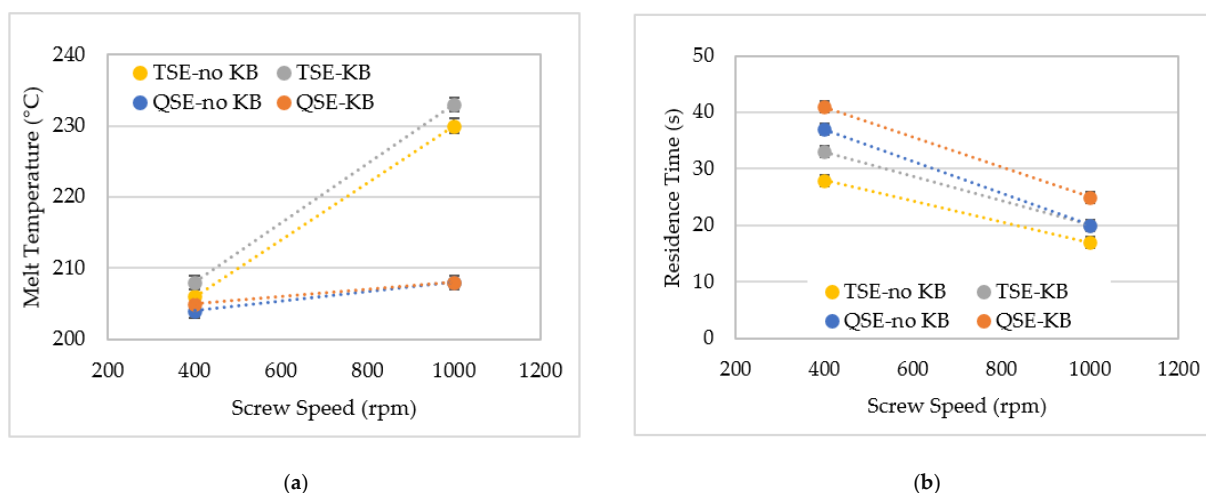 240
230
220
210
200
Melt Temperature (°C)
TSE-no KB
TSE-KB
QSE-no KB
QSE-KB
200 400 600 800 1000 1200
Screw Speed (rpm)
(a)
50
40
30
20
10
0
Residence Time (s)
TSE-no KB
TSE-KB
QSE-no KB
QSE-KB
200 400 600 800 1000 1200
Screw Speed (rpm)
(b)